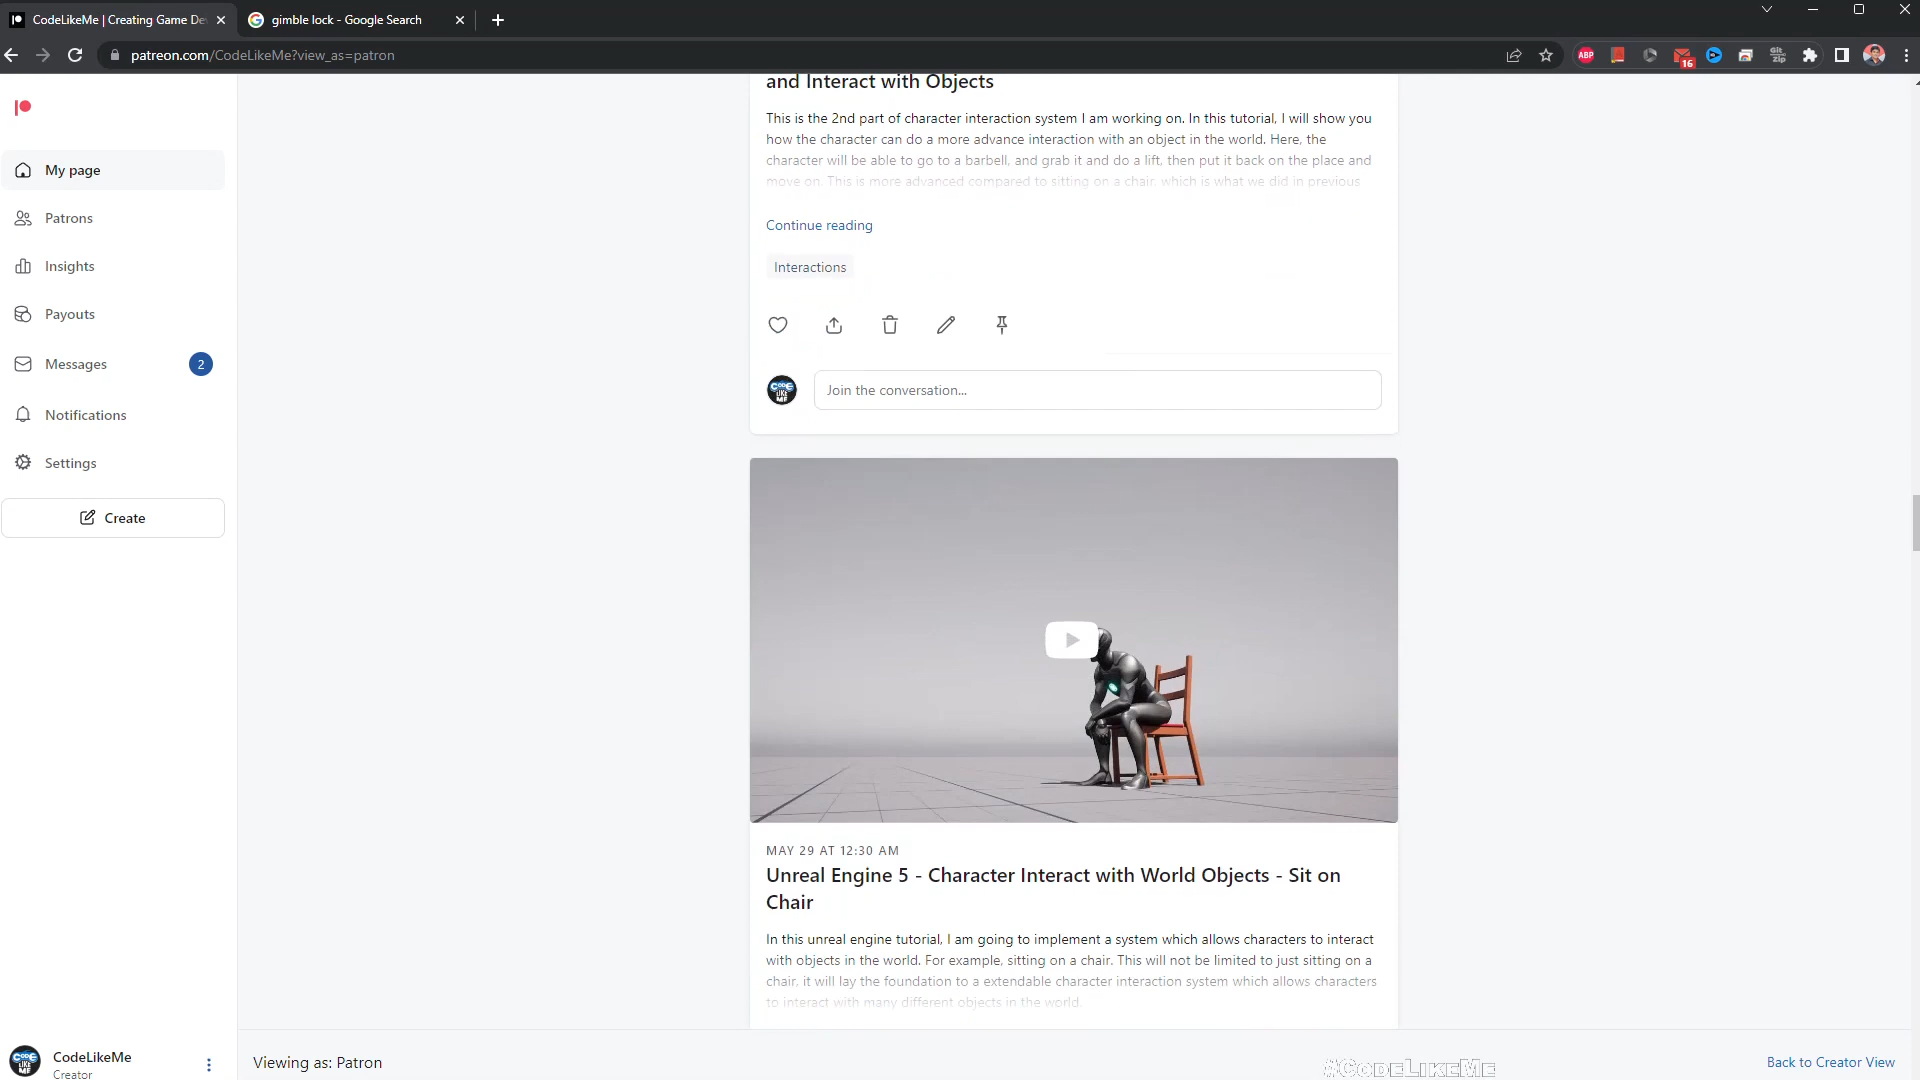 CodeLikeMe | Creating Game De
gimble lock - Google Search
patreon.com/CodeLikeMe?view_as=patron
ABP
16
Git
Zip
My page
Patrons
Insights
Payouts
Messages
2
Notifications
Settings
Create
and Interact with Objects
This is the 2nd part of character interaction system I am working on. In this tutorial, I will show you
how the character can do a more advance interaction with an object in the world. Here, the
character will be able to go to a barbell, and grab it and do a lift, then put it back on the place and
move on. This is more advanced compared to sitting on a chair, which is what we did in previous
Continue reading
Interactions
CODE
LIKE
ME
Join the conversation...
MAY 29 AT 12:30 AM
Unreal Engine 5 - Character Interact with World Objects - Sit on
Chair
In this unreal engine tutorial, I am going to implement a system which allows characters to interact
with objects in the world. For example, sitting on a chair. This will not be limited to just sitting on a
chair, it will lay the foundation to a extendable character interaction system which allows characters
to interact with many different objects in the world.
CODE
LIKE
ME
CodeLikeMe
Creator
Viewing as: Patron
#CodeLikeMe
Back to Creator View